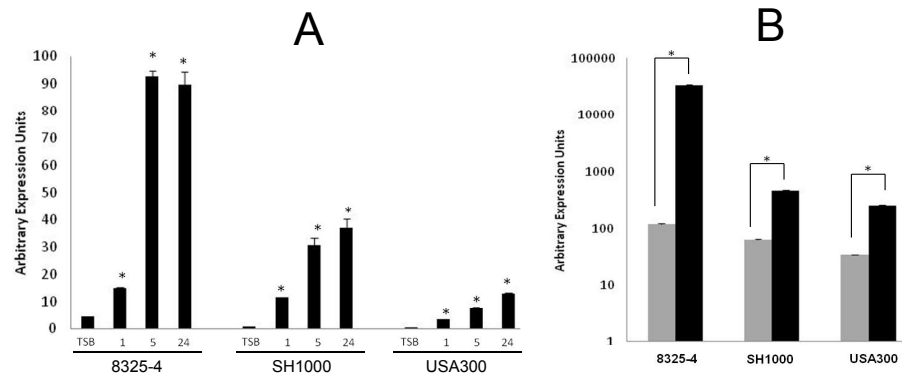 A
Arbitrary Expression Units
100
90
80
70
60
50
40
30
20
10
0
* * * * * * * * *
TSB 1 5 24 TSB 1 5 24 TSB 1 5 24
8325-4 SH1000 USA300
B
Arbitrary Expression Units
100000
10000
1000
100
10
1
* * *
8325-4 SH1000 USA300